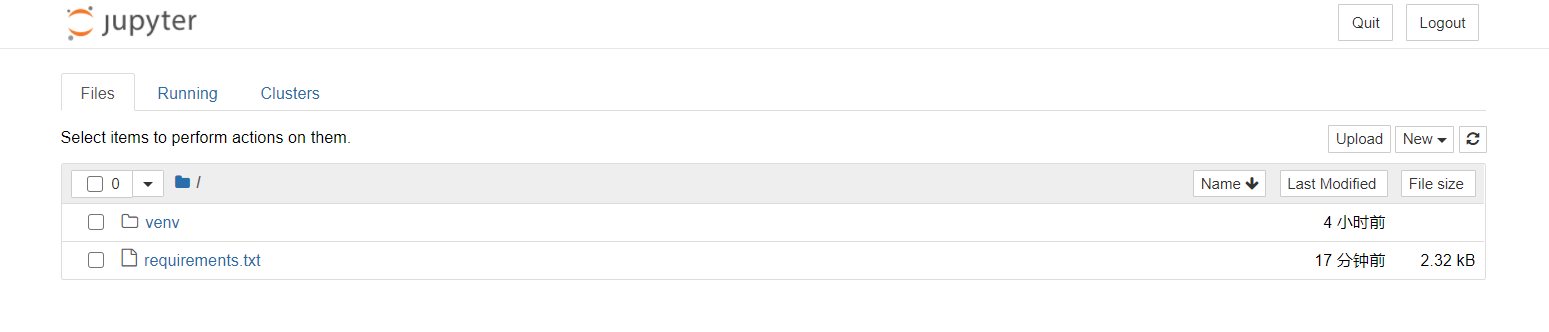 jupyter Quit Logout
Files Running Clusters
Select items to perform actions on them. Upload New
0 / Name Last Modified File size
venv 4 小时前
requirements.txt 17 分钟前 2.32 kB